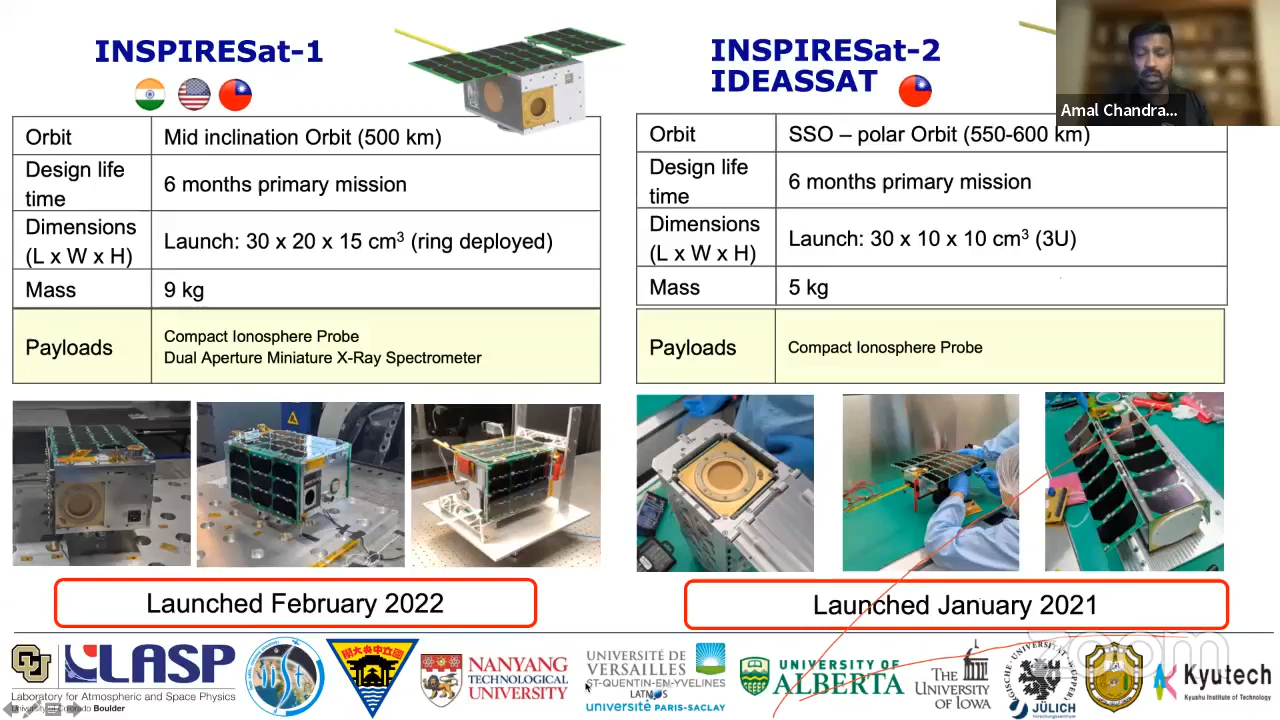 INSPIRESat-1
Orbit
Mid inclination Orbit (500 km)
Design life
time
6 months primary mission
Dimensions
(L x W x H)
Launch: 30 x 20 x 15 cm³ (ring deployed)
Mass
9 kg
Payloads
Compact Ionosphere Probe
Dual Aperture Miniature X-Ray Spectrometer
Launched February 2022
INSPIRESat-2
IDEASSAT
Orbit
SSO – polar Orbit (550-600 km)
Design life
time
6 months primary mission
Dimensions
(L x W x H)
Launch: 30 x 10 x 10 cm³ (3U)
Mass
5 kg
Payloads
Compact Ionosphere Probe
Launched January 2021
Amal Chandra...
CU
LASP
Laboratory for Atmospheric and Space Physics
University of Colorado Boulder
NANYANG
TECHNOLOGICAL
UNIVERSITY
UNIVERSITÉ DE
VERSAILLES
ST-QUENTIN-EN-YVELINES
LATMOS
université PARIS-SACLAY
UNIVERSITY OF
ALBERTA
THE
UNIVERSITY
OF IOWA
JÜLICH
Forschungszentrum
zoom
Kyutech
Kyushu Institute of Technology